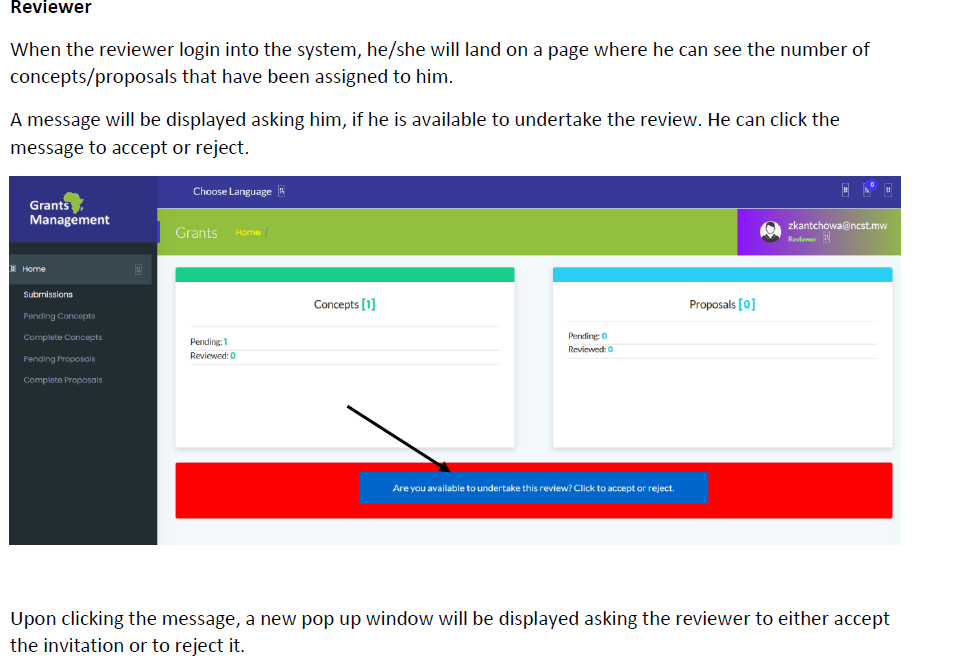 Reviewer
When the reviewer login into the system, he/she will land on a page where he can see the number of
concepts/proposals that have been assigned to him.
A message will be displayed asking him, if he is available to undertake the review. He can click the
message to accept or reject.
Grants
Management
Choose Language
0
Grants Home /
zkantchowa@ncst.mw
Reviewer
Home
Submissions
Pending Concepts
Complete Concepts
Pending Proposals
Complete Proposals
Concepts [1]
Pending: 1
Reviewed: 0
Proposals [0]
Pending: 0
Reviewed: 0
Are you available to undertake this review? Click to accept or reject.
Upon clicking the message, a new pop up window will be displayed asking the reviewer to either accept
the invitation or to reject it.